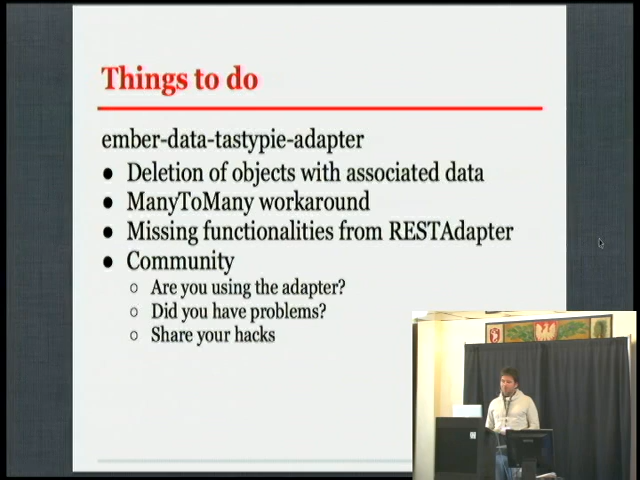 Things to do
ember-data-tastypie-adapter
● Deletion of objects with associated data
● ManyToMany workaround
● Missing functionalities from RESTAdapter
● Community
○ Are you using the adapter?
○ Did you have problems?
○ Share your hacks